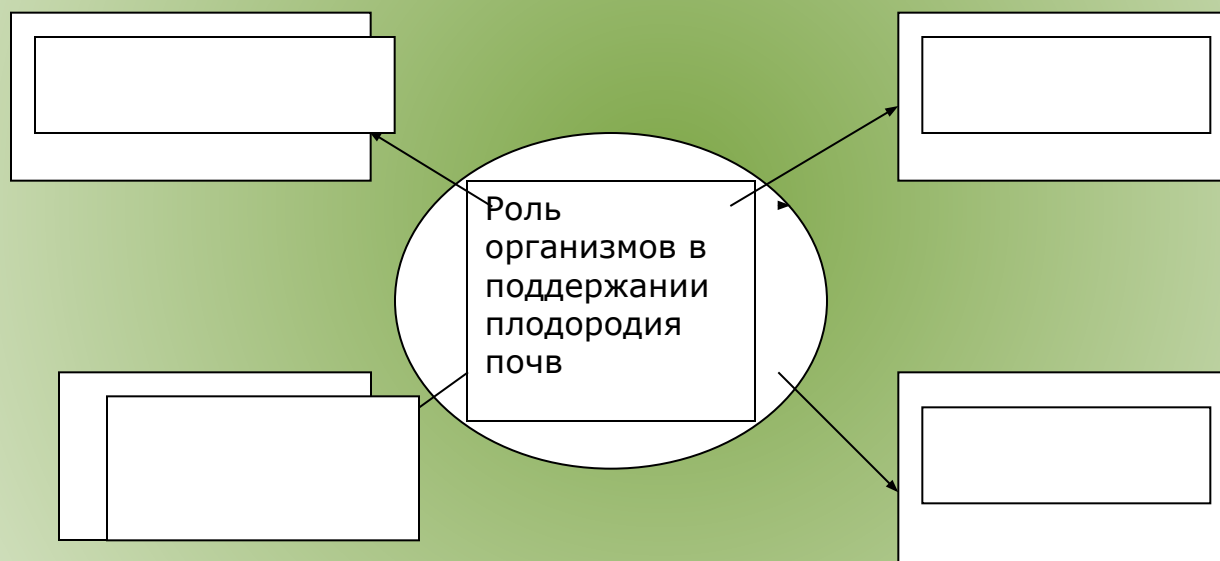 Роль
организмов в
поддержании
плодородия
почв